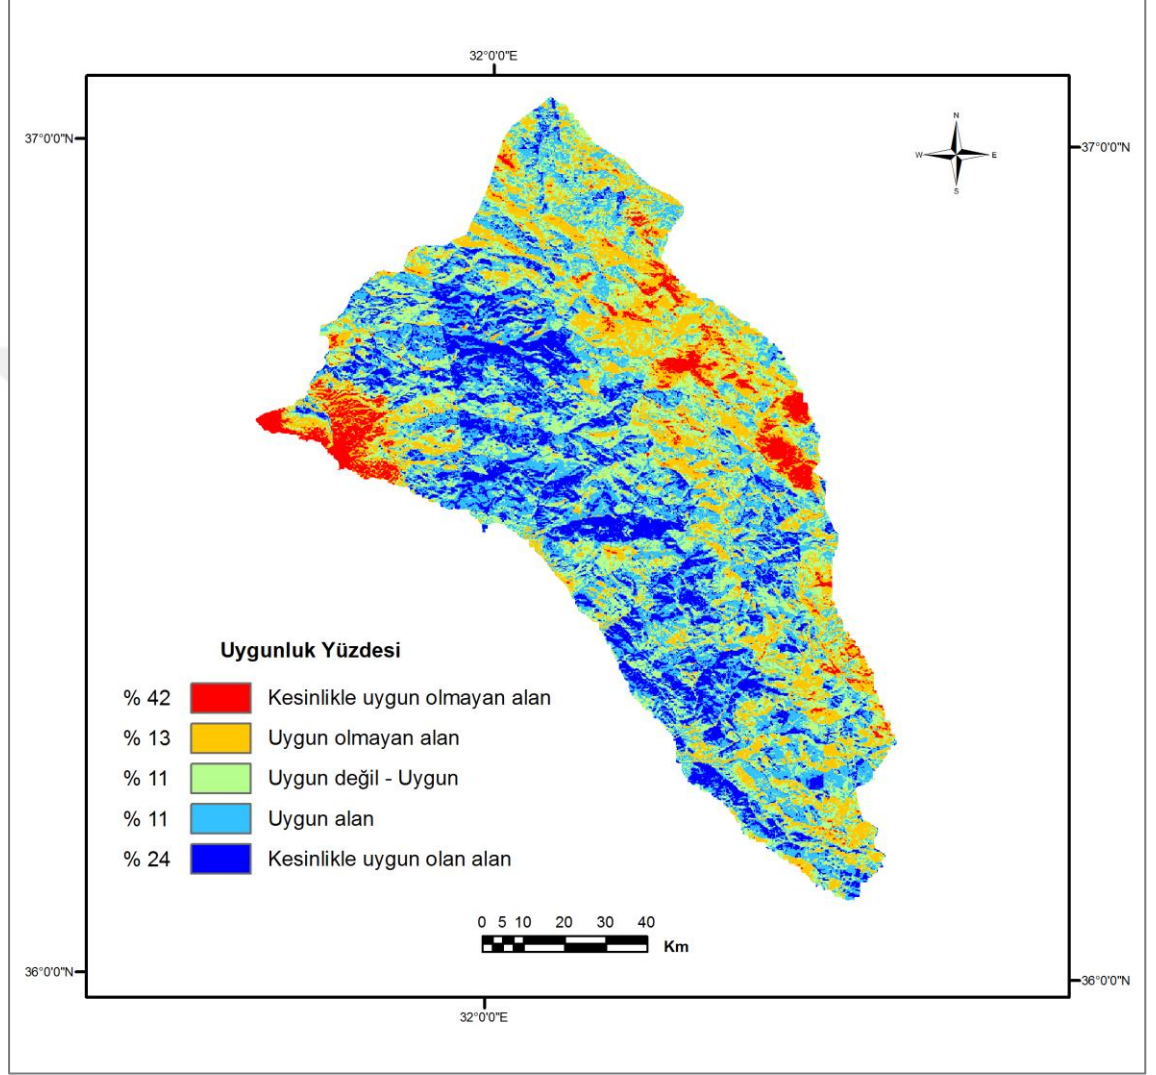 32°0'0"E
37°0'0"N
37°0'0"N
N
W E
S
Uygunluk Yüzdesi
% 42 Kesinlikle uygun olmayan alan
% 13 Uygun olmayan alan
% 11 Uygun değil - Uygun
% 11 Uygun alan
% 24 Kesinlikle uygun olan alan
0 5 10 20 30 40
Km
36°0'0"N
36°0'0"N
32°0'0"E